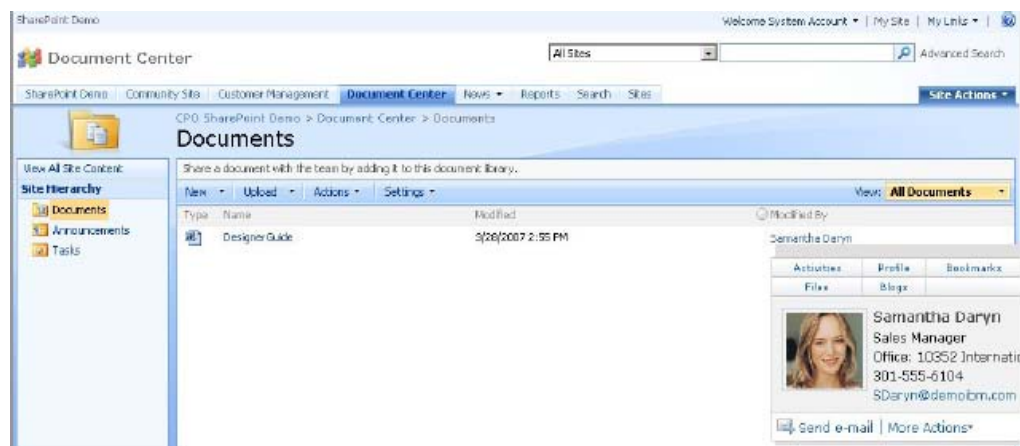 SharePoint Demo
Welcome System Account | My Site | My Links
Document Center
All Sites
Advanced Search
SharePoint Demo Community Site Customer Management Document Center News Reports Search Sites
Site Actions
CPO SharePoint Demo > Document Center > Documents
Documents
View All Site Content
Share a document with the team by adding it to this document library.
Site Hierarchy
New Upload Actions Settings
View: All Documents
Documents
Type Name Modified Modified By
Announcements
DesignerGuide 3/28/2007 2:55 PM Samantha Daryn
Tasks
Activities Profile Bookmarks
Files Blogs
Samantha Daryn
Sales Manager
Office: 10352 Internatio
301-555-6104
SDaryn@demoibm.com
Send e-mail | More Actions